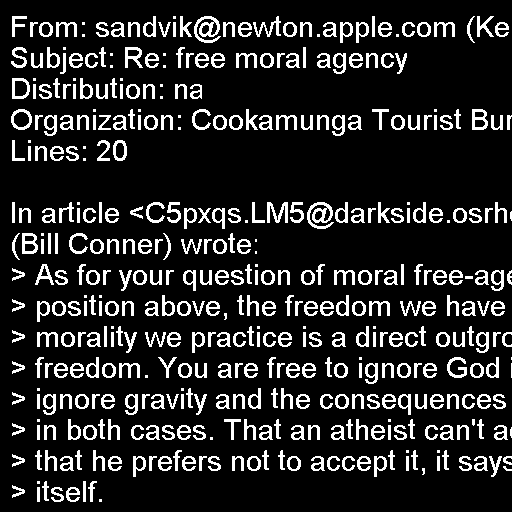 From: sandvik@newton.apple.com (Ke
Subject: Re: free moral agency
Distribution: na
Organization: Cookamunga Tourist Bur
Lines: 20

In article <C5pxqs.LM5@darkside.osrh
(Bill Conner) wrote:
> As for your question of moral free-age
> position above, the freedom we have
> morality we practice is a direct outgro
> freedom. You are free to ignore God i
> ignore gravity and the consequences
> in both cases. That an atheist can't a
> that he prefers not to accept it, it says
> itself.